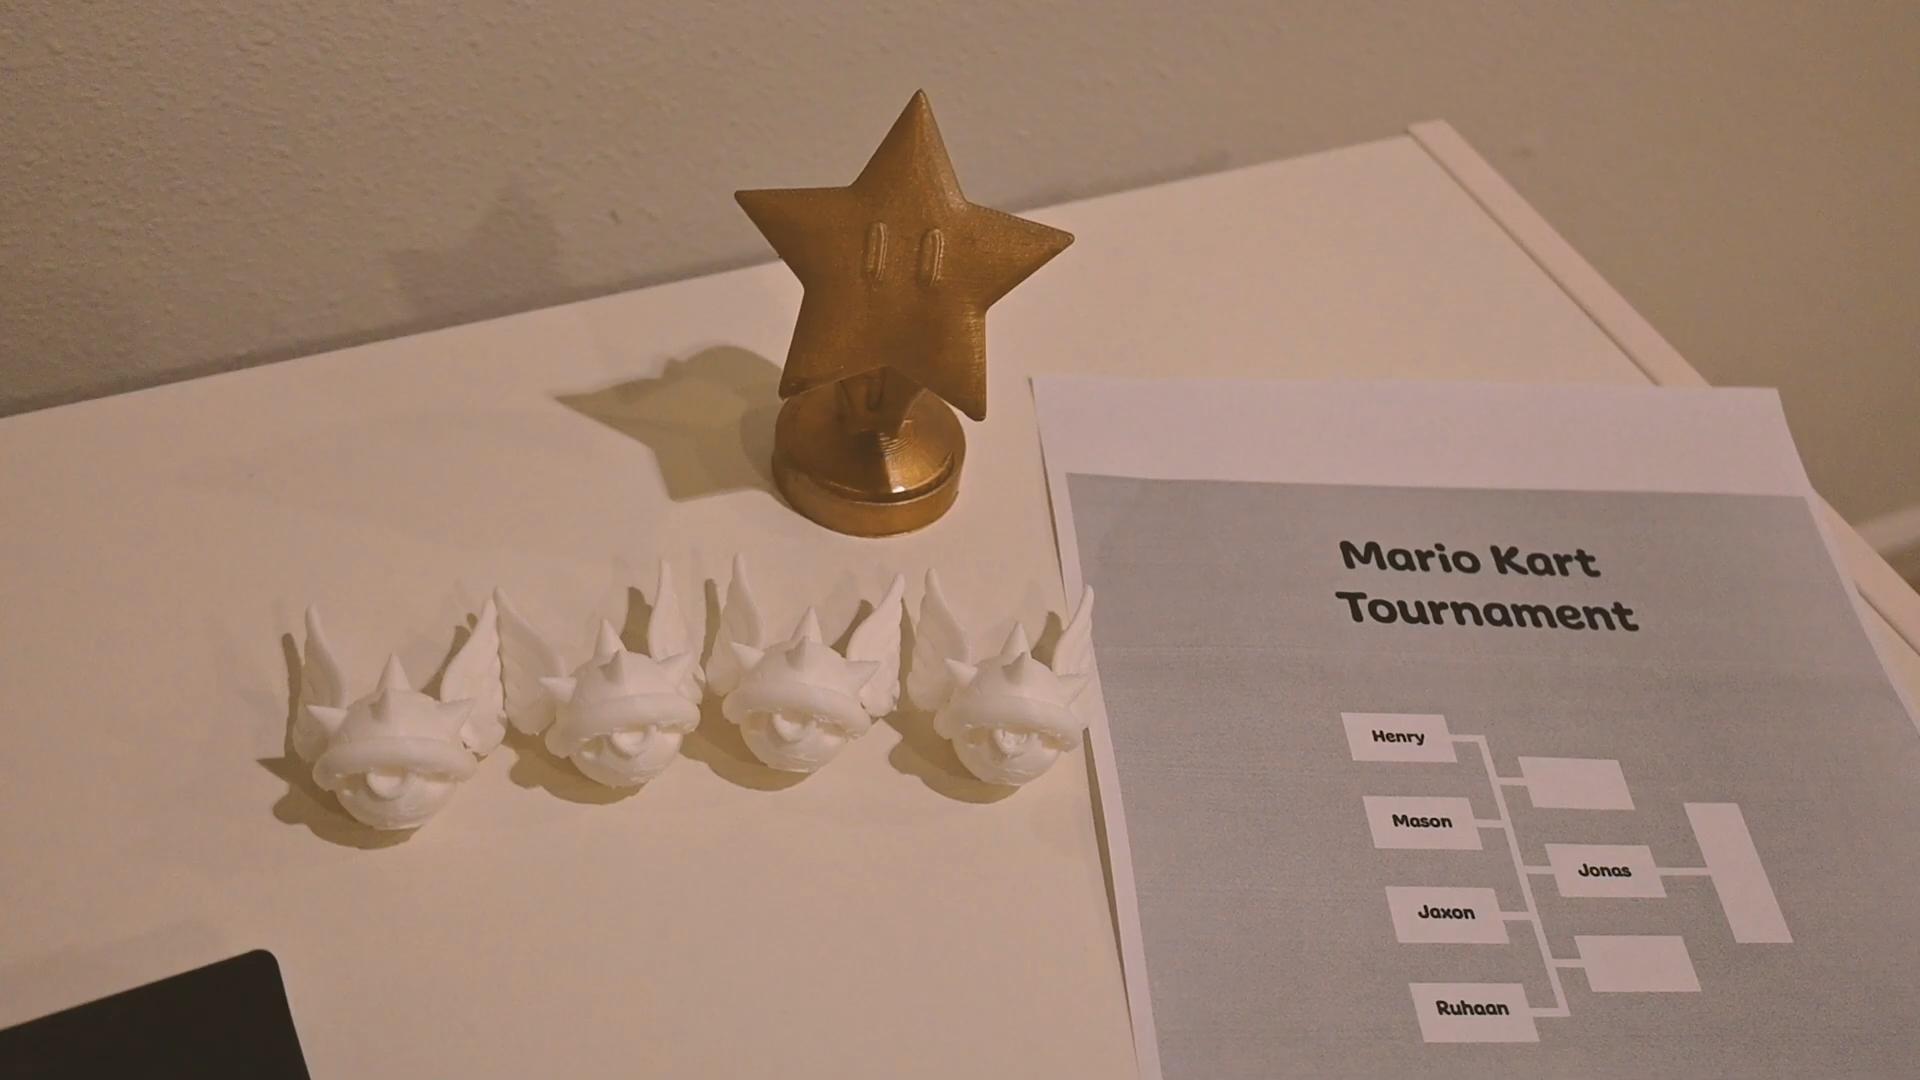 Mario Kart
Tournament
Henry
Mason
Jonas
Jaxon
Ruhaan